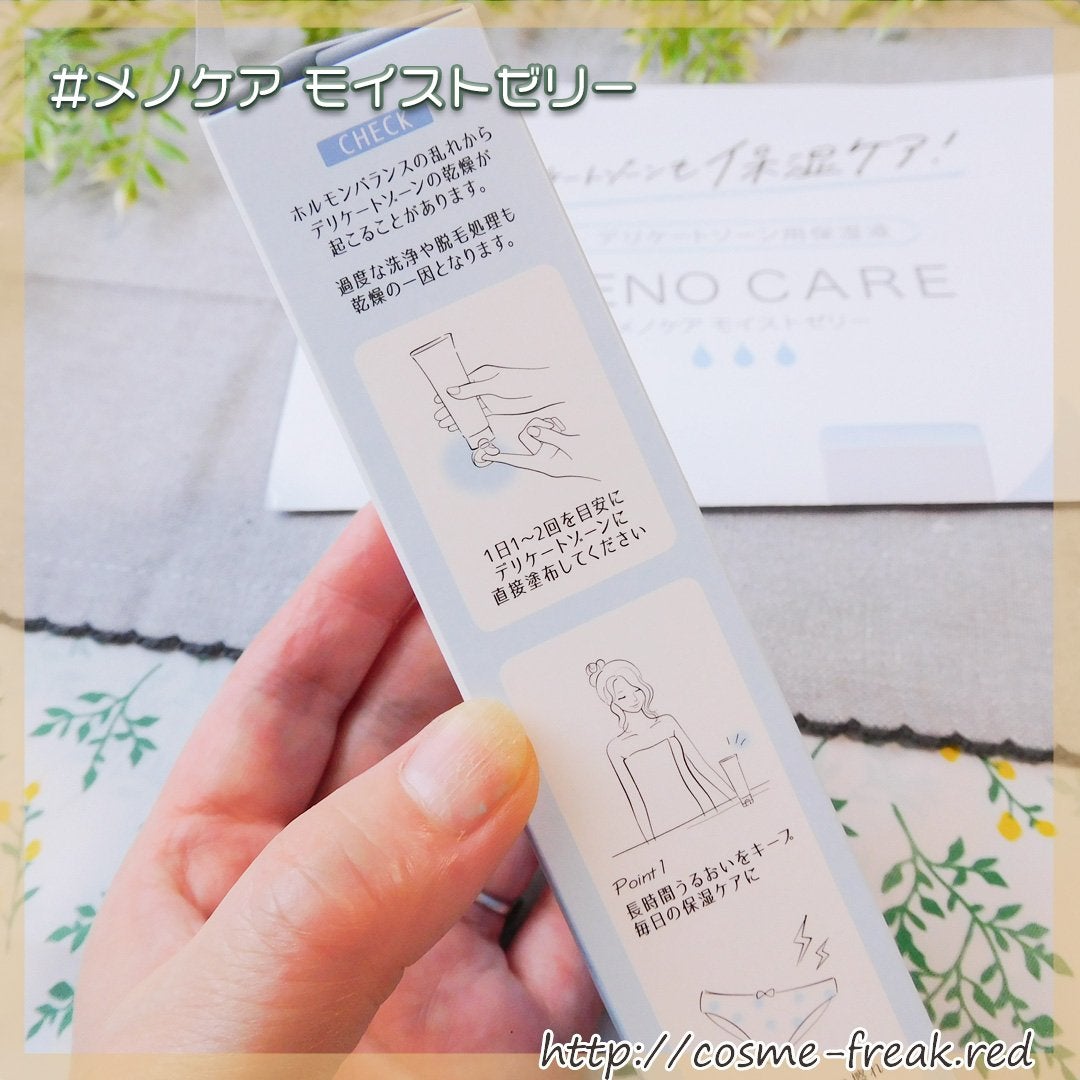 #メノケア モイストゼリー
CHECK
ホルモンバランスの乱れから
デリケートゾーンの乾燥が
起こることがあります。
過度な洗浄や脱毛処理も
乾燥の一因となります。
1日1〜2回を目安に
デリケートゾーンに
直接塗布してください
Point1
長時間うるおいをキープ
毎日の保湿ケアに
ケートゾーンも保湿ケア!
デリケートゾーン用保湿液
ENO CARE
メノケア モイストゼリー
http://cosme-freak.red